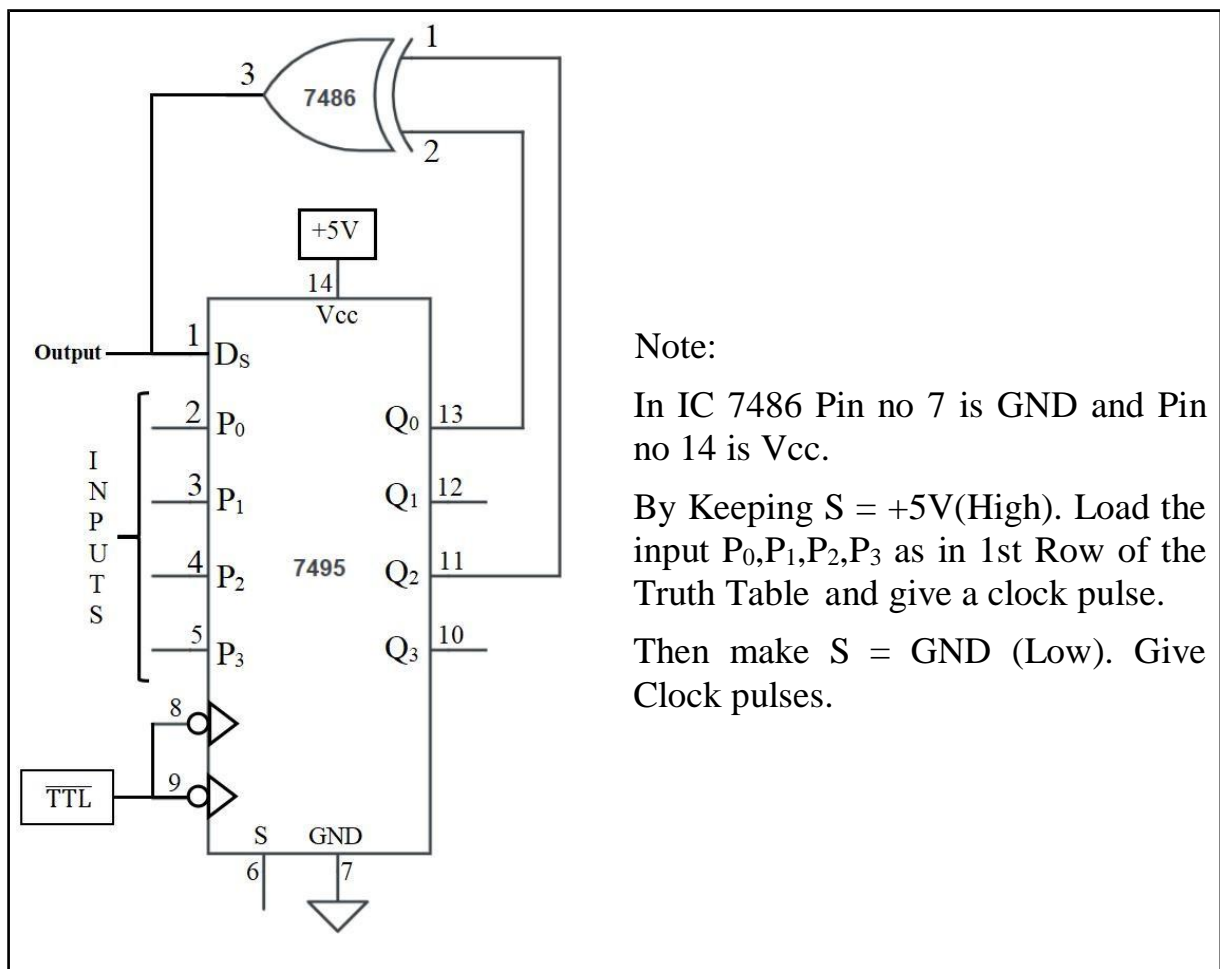 1
3
7486
2
+5V
14
Vcc
Output
1
DS
2
P0
Q0
13
I
N
P
U
T
S
3
P1
Q1
12
4
P2
7495
Q2
11
5
P3
Q3
10
8
9
TTL
S
GND
6
7
Note:
In IC 7486 Pin no 7 is GND and Pin
no 14 is Vcc.
By Keeping S = +5V(High). Load the
input P0,P1,P2,P3 as in 1st Row of the
Truth Table and give a clock pulse.
Then make S = GND (Low). Give
Clock pulses.